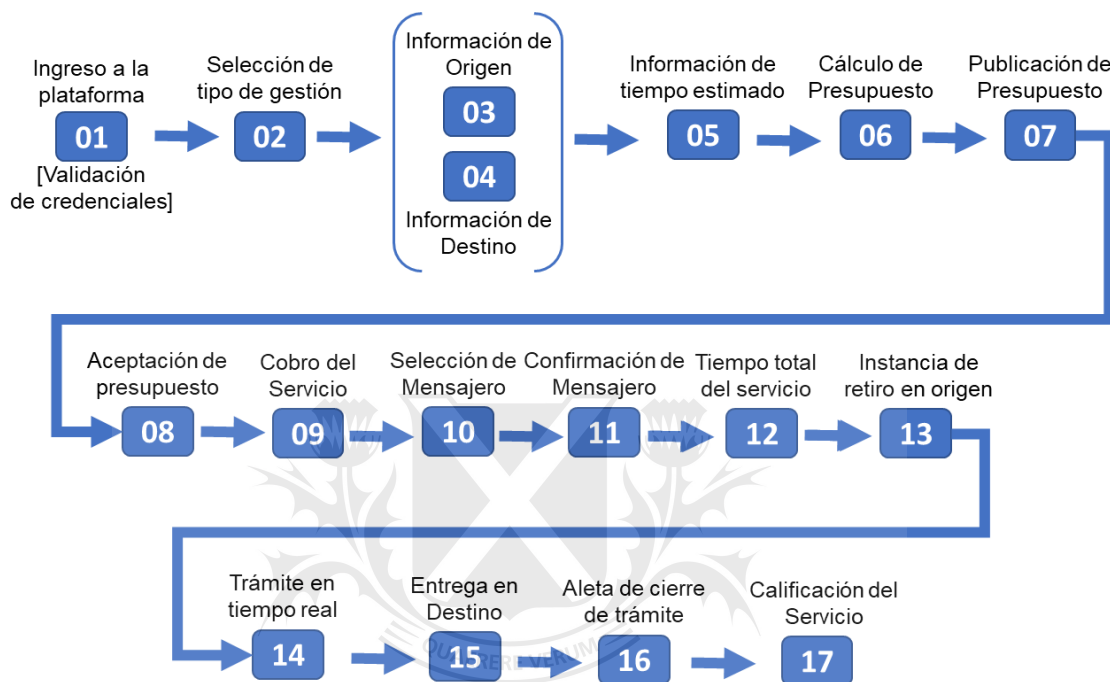 Ingreso a la
plataforma
01
[Validación
de credenciales]
Selección de
tipo de gestión
02
Información de
Origen
03
04
Información de
Destino
Información de
tiempo estimado
05
Cálculo de
Presupuesto
06
Publicación de
Presupuesto
07
Aceptación de
presupuesto
08
Cobro del
Servicio
09
Selección de
Mensajero
10
Confirmación de
Mensajero
11
Tiempo total
del servicio
12
Instancia de
retiro en origen
13
Trámite en
tiempo real
14
Entrega en
Destino
15
Aleta de cierre
de trámite
16
Calificación del
Servicio
17
QUAERERE VERUM